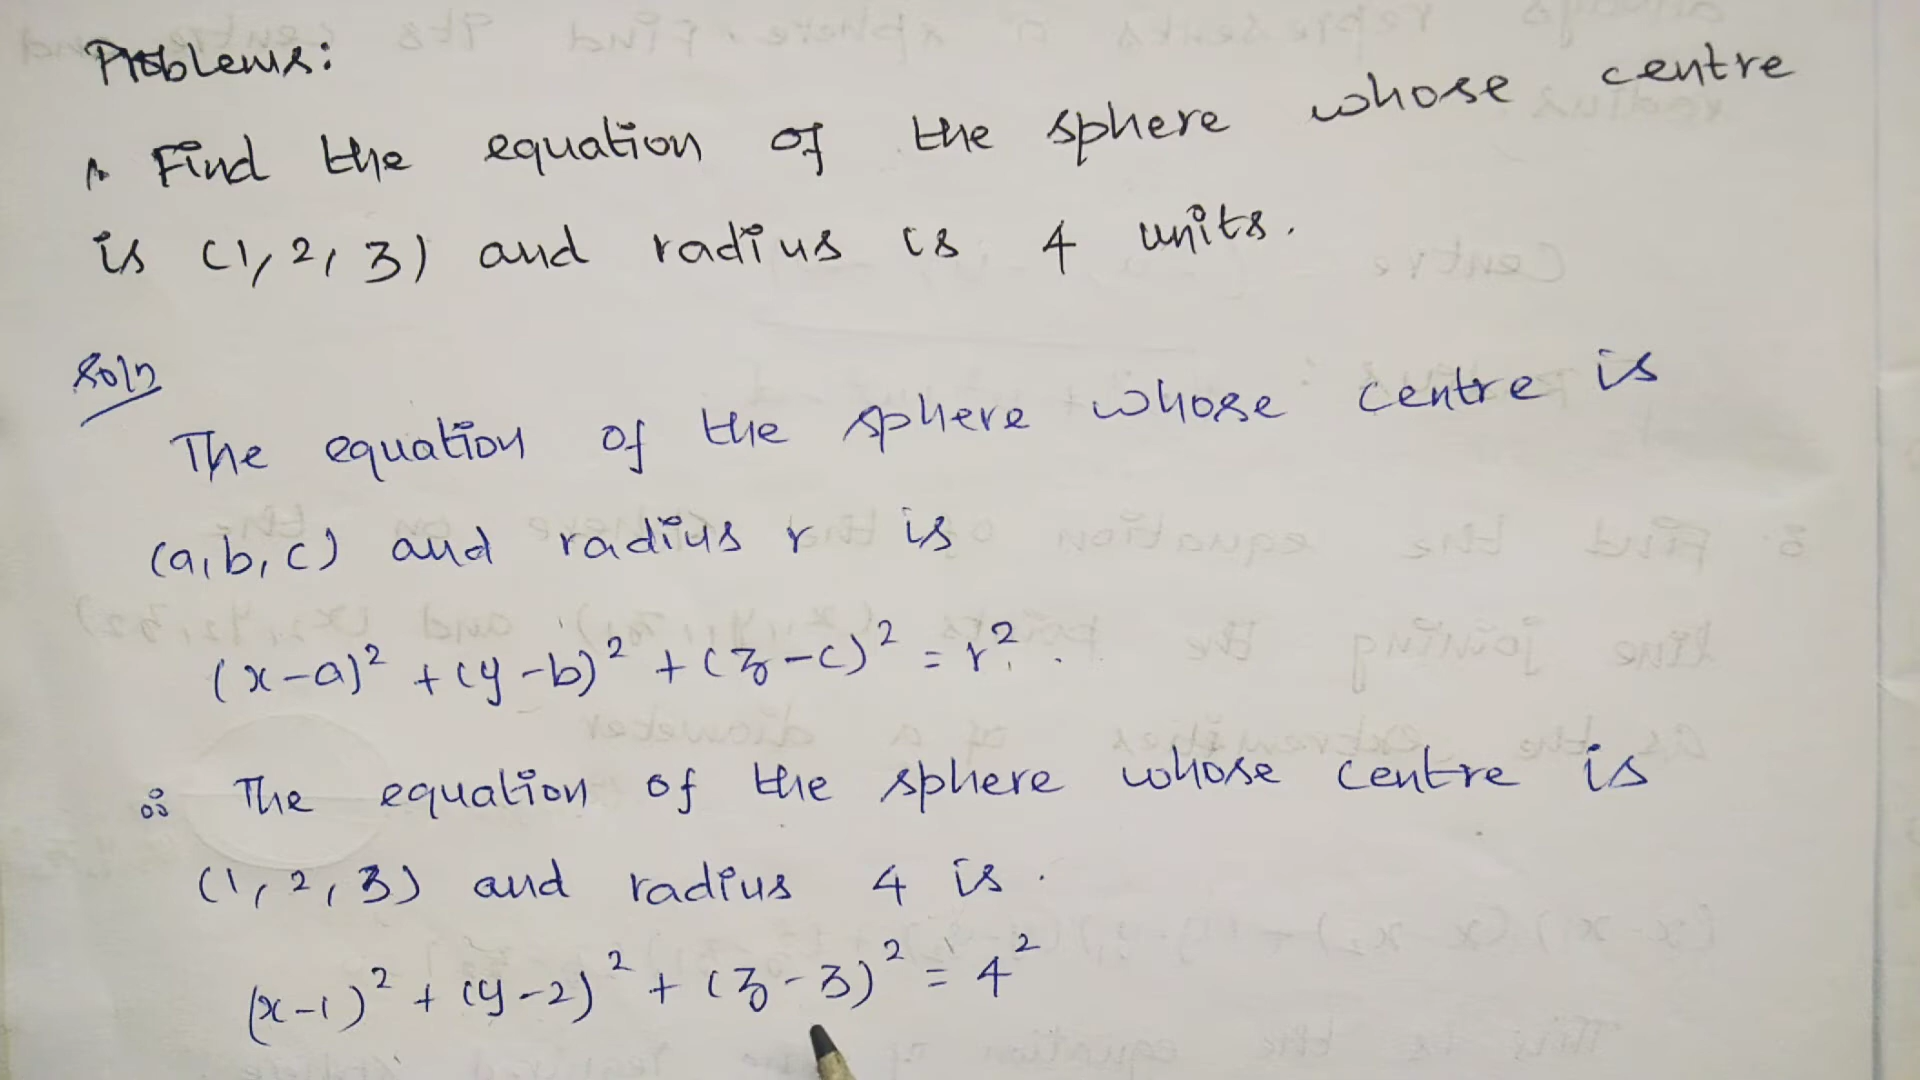 Problems:
1. Find the equation of the sphere whose centre
is (1, 2, 3) and radius is 4 units.
Soln
The equation of the sphere whose centre is
(a, b, c) and radius r is
(x-a)² + (y-b)² + (z-c)² = r².
∴ The equation of the sphere whose centre is
(1, 2, 3) and radius 4 is.
(x-1)² + (y-2)² + (z-3)² = 4²